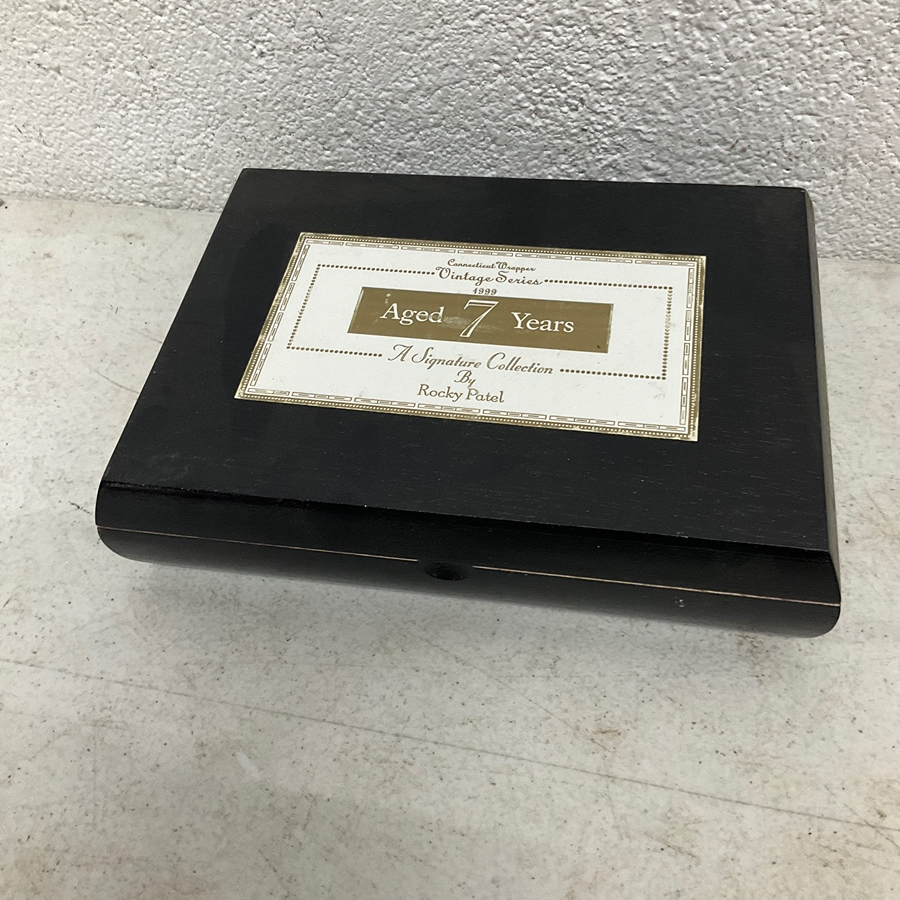 Connecticut Wrapper
Vintage Series
1999
Aged 7 Years
A Signature Collection
By
Rocky Patel